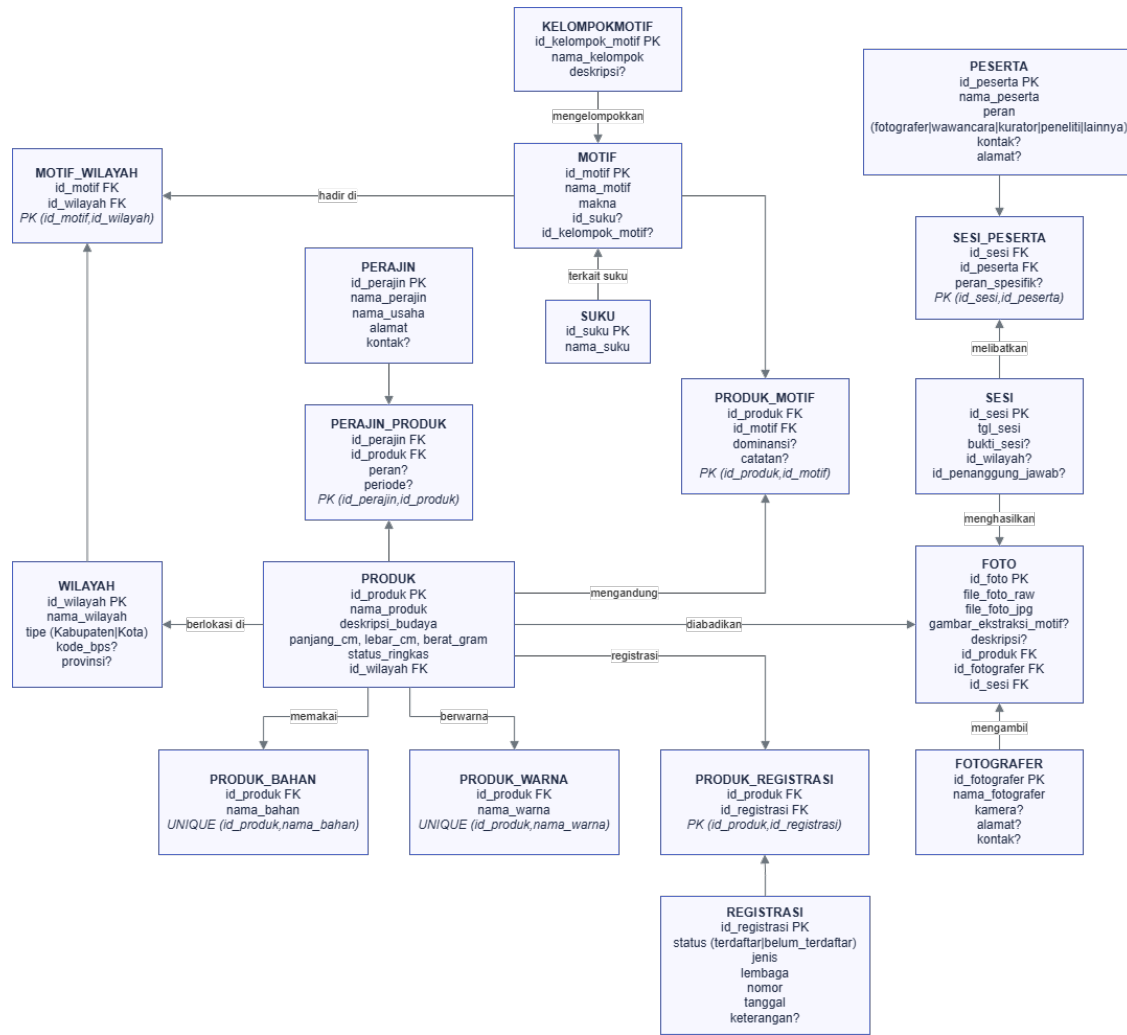 KELOMPOKMOTIF
id_kelompok_motif PK
nama_kelompok
deskripsi?
mengelompokkan
PESERTA
id_peserta PK
nama_peserta
peran
(fotografer|wawancara|kurator|peneliti|lainnya)
kontak?
alamat?
MOTIF_WILAYAH
id_motif FK
id_wilayah FK
PK (id_motif,id_wilayah)
hadir di
MOTIF
id_motif PK
nama_motif
makna
id_suku?
id_kelompok_motif?
SESI_PESERTA
id_sesi FK
id_peserta FK
peran_spesifik?
PK (id_sesi,id_peserta)
PERAJIN
id_perajin PK
nama_perajin
nama_usaha
alamat
kontak?
terkait suku
SUKU
id_suku PK
nama_suku
melibatkan
PERAJIN_PRODUK
id_perajin FK
id_produk FK
peran?
periode?
PK (id_perajin,id_produk)
PRODUK_MOTIF
id_produk FK
id_motif FK
dominansi?
catatan?
PK (id_produk,id_motif)
SESI
id_sesi PK
tgl_sesi
bukti_sesi?
id_wilayah?
id_penanggung_jawab?
menghasilkan
WILAYAH
id_wilayah PK
nama_wilayah
tipe (Kabupaten|Kota)
kode_bps?
provinsi?
berlokasi di
PRODUK
id_produk PK
nama_produk
deskripsi_budaya
panjang_cm, lebar_cm, berat_gram
status_ringkas
id_wilayah FK
mengandung
diabadikan
registrasi
FOTO
id_foto PK
file_foto_raw
file_foto_jpg
gambar_ekstraksi_motif?
deskripsi?
id_produk FK
id_fotografer FK
id_sesi FK
memakai
berwarna
mengambil
PRODUK_BAHAN
id_produk FK
nama_bahan
UNIQUE (id_produk,nama_bahan)
PRODUK_WARNA
id_produk FK
nama_warna
UNIQUE (id_produk,nama_warna)
PRODUK_REGISTRASI
id_produk FK
id_registrasi FK
PK (id_produk,id_registrasi)
FOTOGRAFER
id_fotografer PK
nama_fotografer
kamera?
alamat?
kontak?
REGISTRASI
id_registrasi PK
status (terdaftar|belum_terdaftar)
jenis
lembaga
nomor
tanggal
keterangan?